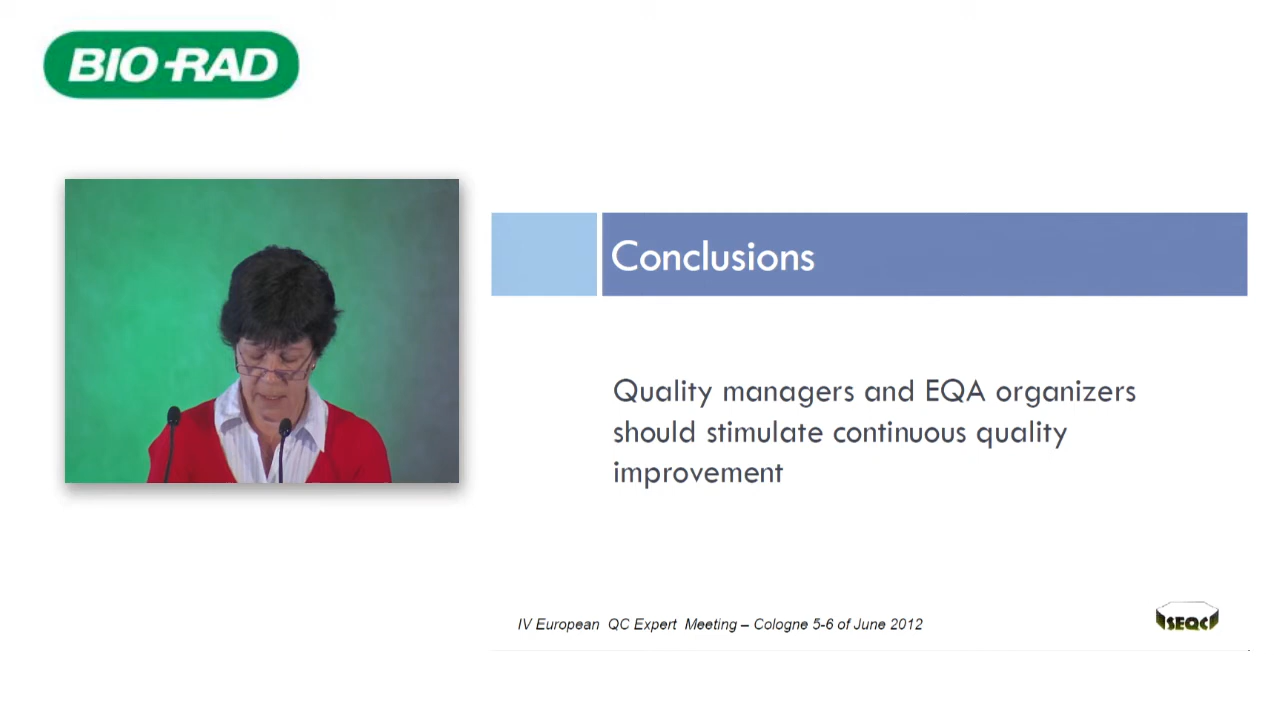 BIO-RAD
Conclusions
Quality managers and EQA organizers
should stimulate continuous quality
improvement
IV European QC Expert Meeting – Cologne 5-6 of June 2012
SEQC